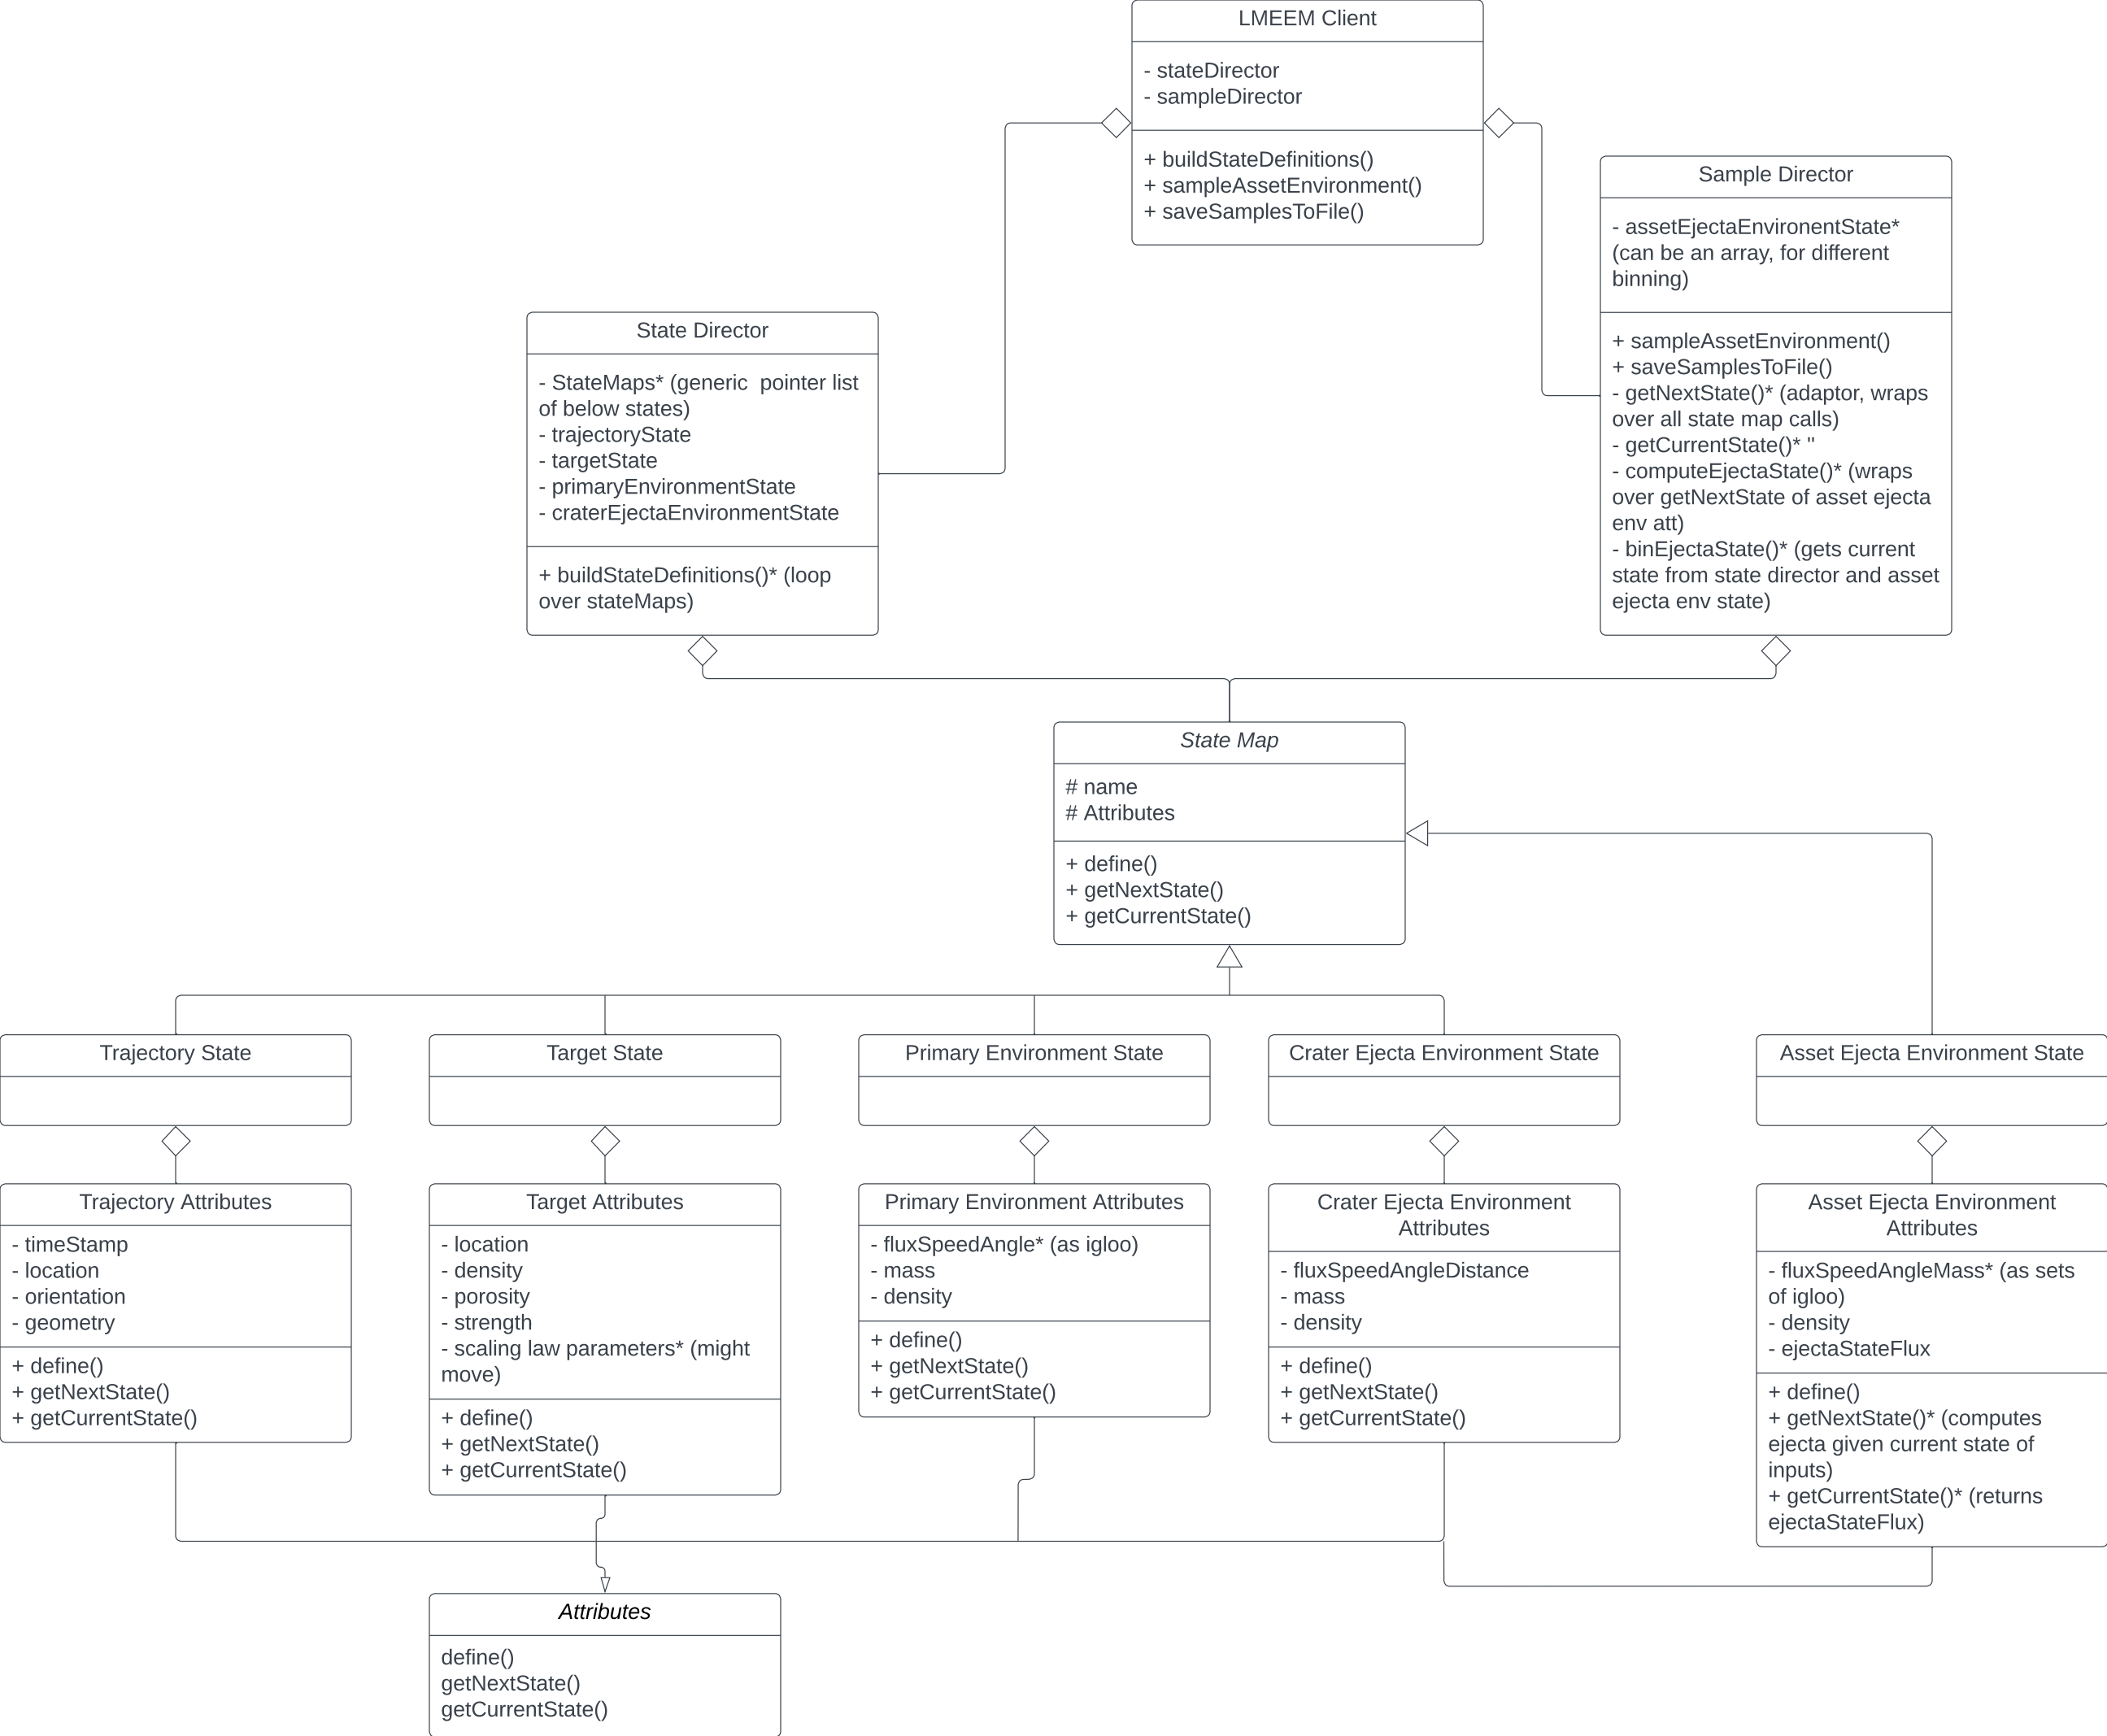 LMEEM Client
- stateDirector
- sampleDirector
+ buildStateDefinitions()
+ sampleAssetEnvironment()
+ saveSamplesToFile()
Sample Director
- assetEjectaEnvironentState*
(can be an array, for different
binning)
+ sampleAssetEnvironment()
+ saveSamplesToFile()
- getNextState()* (adaptor, wraps
over all state map calls)
- getCurrentState()* "
- computeEjectaState()* (wraps
over getNextState of asset ejecta
env att)
- binEjectaState()* (gets current
state from state director and asset
ejecta env state)
State Director
- StateMaps* (generic  pointer list
of below states)
- trajectoryState
- targetState
- primaryEnvironmentState
- craterEjectaEnvironmentState
+ buildStateDefinitions()* (loop
over stateMaps)
State Map
# name
# Attributes
+ define()
+ getNextState()
+ getCurrentState()
Trajectory State
Target State
Primary Environment State
Crater Ejecta Environment State
Asset Ejecta Environment State
Trajectory Attributes
- timeStamp
- location
- orientation
- geometry
+ define()
+ getNextState()
+ getCurrentState()
Target Attributes
- location
- density
- porosity
- strength
- scaling law parameters* (might
move)
+ define()
+ getNextState()
+ getCurrentState()
Primary Environment Attributes
- fluxSpeedAngle* (as igloo)
- mass
- density
+ define()
+ getNextState()
+ getCurrentState()
Crater Ejecta Environment
Attributes
- fluxSpeedAngleDistance
- mass
- density
+ define()
+ getNextState()
+ getCurrentState()
Asset Ejecta Environment
Attributes
- fluxSpeedAngleMass* (as sets
of igloo)
- density
- ejectaStateFlux
+ define()
+ getNextState()* (computes
ejecta given current state of
inputs)
+ getCurrentState()* (returns
ejectaStateFlux)
Attributes
define()
getNextState()
getCurrentState()